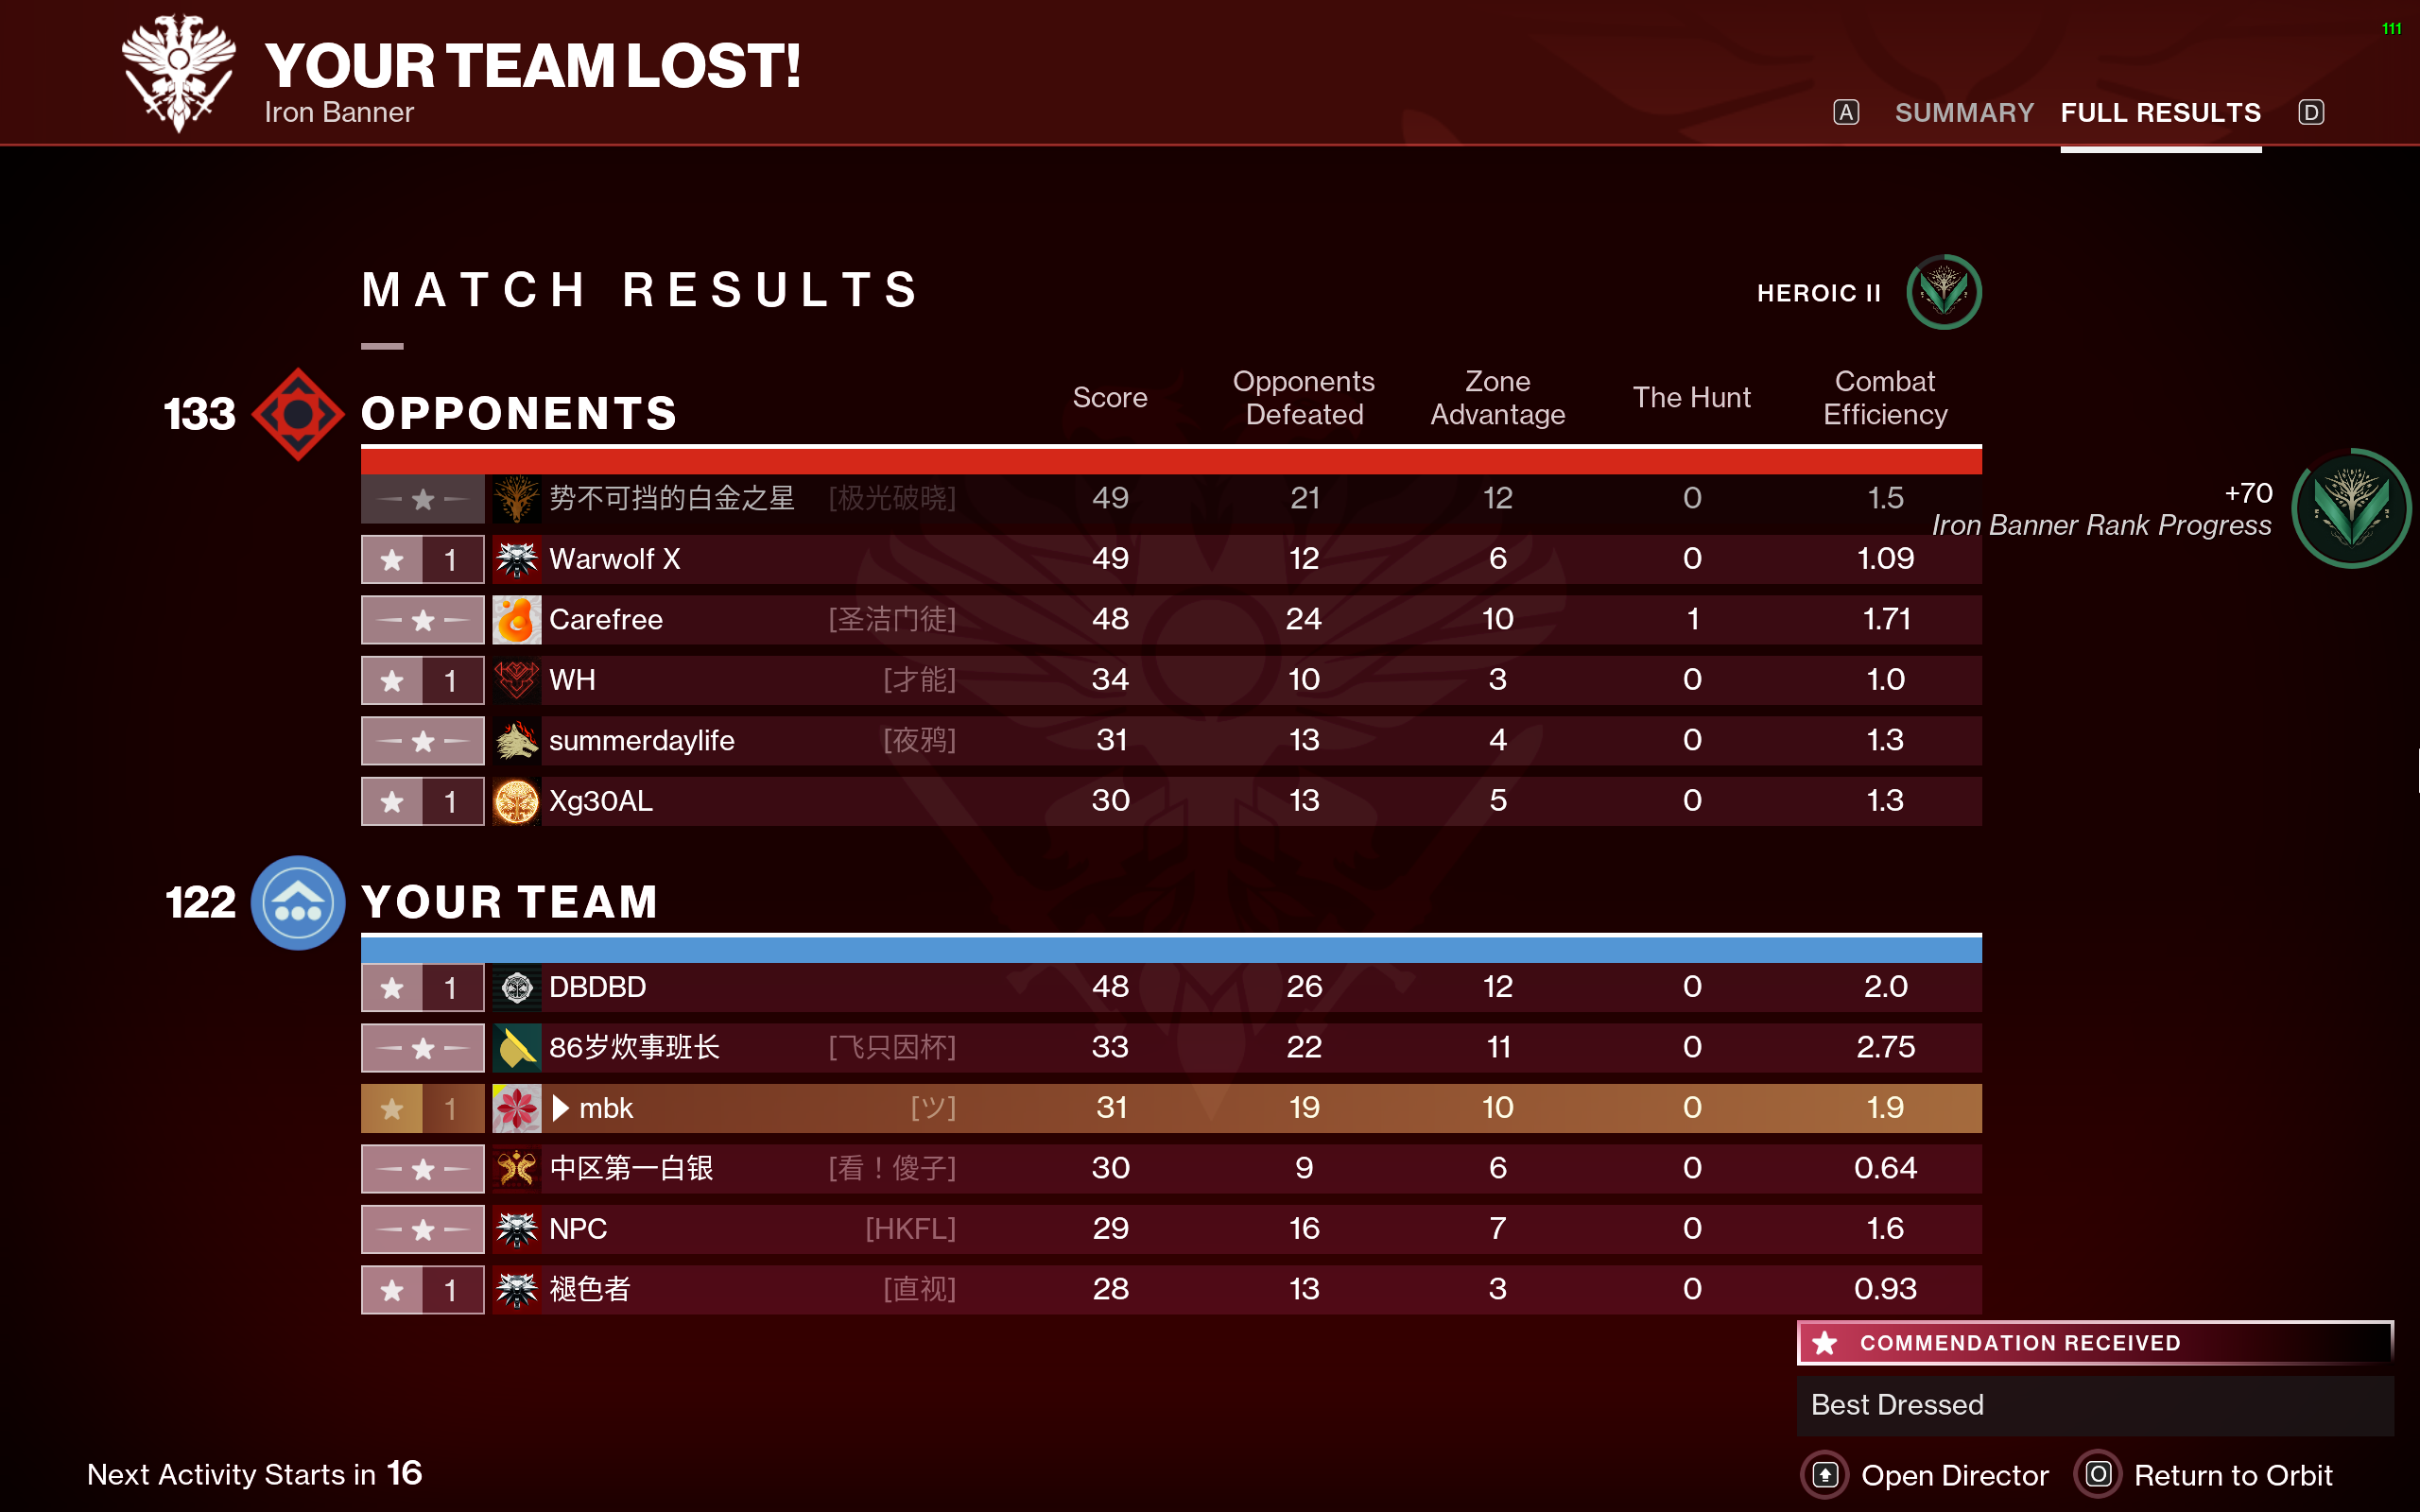 111
YOUR TEAM LOST!
Iron Banner
A SUMMARY FULL RESULTS D
MATCH RESULTS
HEROIC II
133 OPPONENTS Score Opponents Defeated Zone Advantage The Hunt Combat Efficiency
势不可挡的白金之星 [极光破晓] 49 21 12 0 1.5
+70
Iron Banner Rank Progress
1 Warwolf X 49 12 6 0 1.09
Carefree [圣洁门徒] 48 24 10 1 1.71
1 WH [才能] 34 10 3 0 1.0
summerdaylife [夜鸦] 31 13 4 0 1.3
1 Xg30AL 30 13 5 0 1.3
122 YOUR TEAM
1 DBDBD 48 26 12 0 2.0
86岁炊事班长 [飞只因杯] 33 22 11 0 2.75
1 mbk [ツ] 31 19 10 0 1.9
中区第一白银 [看！傻子] 30 9 6 0 0.64
NPC [HKFL] 29 16 7 0 1.6
1 褪色者 [直视] 28 13 3 0 0.93
COMMENDATION RECEIVED
Best Dressed
Next Activity Starts in 16
Open Director O Return to Orbit